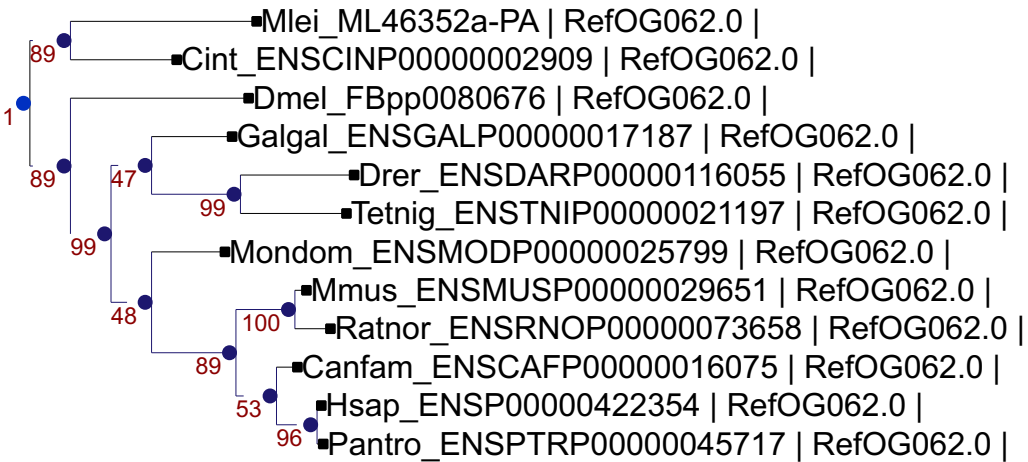 Mlei_ML46352a-PA | RefOG062.0 |
89
Cint_ENSCINP00000002909 | RefOG062.0 |
Dmel_FBpp0080676 | RefOG062.0 |
1
Galgal_ENSGALP00000017187 | RefOG062.0 |
89
47
Drer_ENSDARP00000116055 | RefOG062.0 |
99
Tetnig_ENSTNIP00000021197 | RefOG062.0 |
99
Mondom_ENSMODP00000025799 | RefOG062.0 |
Mmus_ENSMUSP00000029651 | RefOG062.0 |
48
100
Ratnor_ENSRNOP00000073658 | RefOG062.0 |
89
Canfam_ENSCAFP00000016075 | RefOG062.0 |
53
Hsap_ENSP00000422354 | RefOG062.0 |
96
Pantro_ENSPTRP00000045717 | RefOG062.0 |